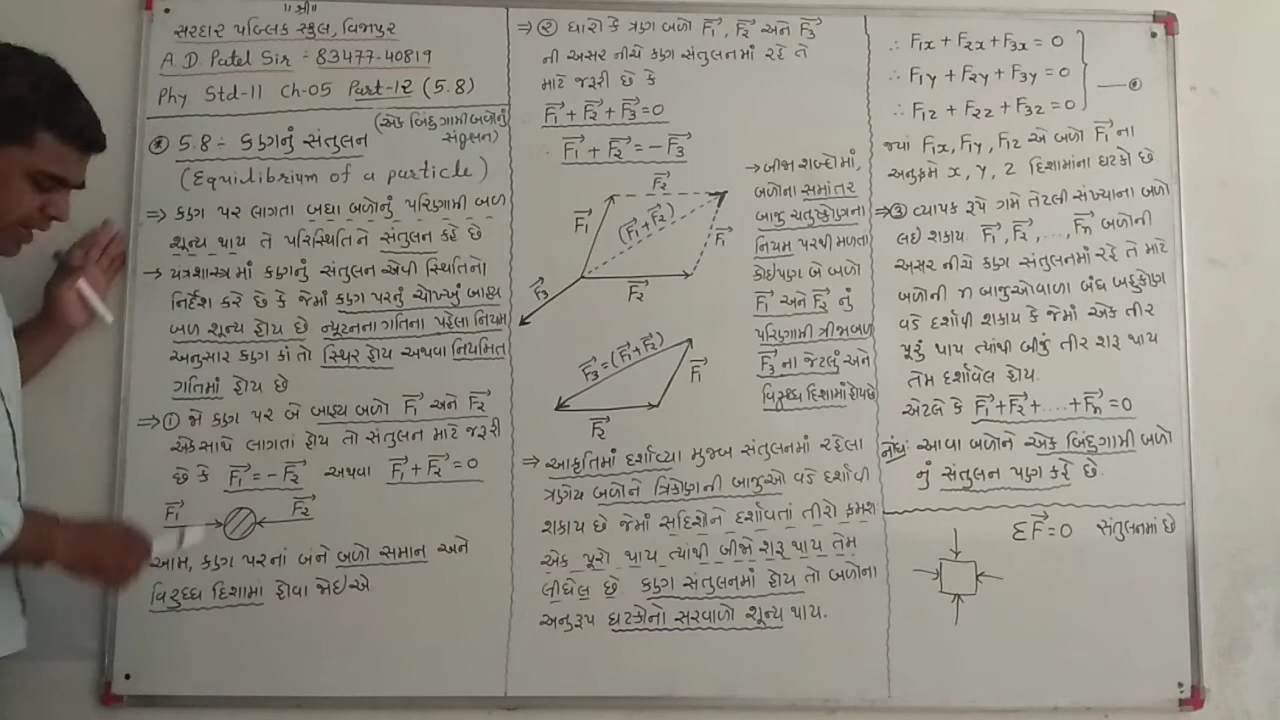 ॥ શ્રી ॥
સરદાર પબ્લિક સ્કુલ, વિજાપુર
A. D. Patel Sir - 83477-40819
Phy Std-11 Ch-05 Part-12 (5.8)
* 5.8 :- કણનું સંતુલન (એક બિંદુગામી બળોનું સંતુલન)
(Equilibrium of a particle)
⇒ કણ પર લાગતા બધા બળોનું પરિણામી બળ
શૂન્ય થાય તે પરિસ્થિતિને સંતુલન કહે છે
→ યંત્રશાસ્ત્રમાં કણનું સંતુલન એવી સ્થિતિનો
નિર્દેશ કરે છે કે જેમાં કણ પરનું ચોખ્ખું બાહ્ય
બળ શૂન્ય હોય છે ન્યૂટનના ગતિના પહેલા નિયમ
અનુસાર કણ કાં તો સ્થિર હોય અથવા નિયમિત
ગતિમાં હોય છે
⇒ ① જો કણ પર બે બાહ્ય બળો F₁→ અને F₂→
એકસાથે લાગતાં હોય તો સંતુલન માટે જરૂરી
છે કે F₁→ = -F₂→ અથવા F₁→ + F₂→ = 0
F₁→ F₂→
આમ, કણ પરનાં બંને બળો સમાન અને
વિરુધ્ધ દિશામાં હોવા જોઈએ
⇒ ② ધારો કે ત્રણ બળો F₁→, F₂→ અને F₃→
ની અસર નીચે કણ સંતુલનમાં રહે તે
માટે જરૂરી છે કે
F₁→ + F₂→ + F₃→ = 0
F₁→ + F₂→ = -F₃→
F₂→
F₁→ (F₁→ + F₂→) F₁→
F₃→ F₂→
→ બીજા શબ્દોમાં,
બળોના સમાંતર
બાજુ ચતુષ્કોણના
નિયમ પરથી મળતા
કોઈપણ બે બળો
F₁→ અને F₂→ નું
પરિણામી ત્રીજાબળ
F₃→ ના જેટલું અને
વિરુધ્ધ દિશામાં હોય છે
F₃→ = (F₁→ + F₂→) F₁→
F₂→
⇒ આકૃતિમાં દર્શાવ્યા મુજબ સંતુલનમાં રહેલા
ત્રણેય બળોને ત્રિકોણની બાજુઓ વડે દર્શાવી
શકાય છે જેમાં સદિશોને દર્શાવતાં તીરો ક્રમશ
એક પૂરો થાય ત્યાંથી બીજો શરૂ થાય તેમ
લીધેલ છે કણ સંતુલનમાં હોય તો બળોના
અનુરૂપ ઘટકોનો સરવાળો શૂન્ય થાય.
∴ F₁x + F₂x + F₃x = 0
∴ F₁y + F₂y + F₃y = 0 —*
∴ F₁z + F₂z + F₃z = 0
જ્યાં F₁x, F₁y, F₁z એ બળો F₁→ ના
અનુક્રમે x, y, z દિશામાંના ઘટકો છે
⇒ ③ વ્યાપક રૂપે ગમે તેટલી સંખ્યાના બળો
લઈ શકાય. F₁→, F₂→, ...., Fn→ બળોની
અસર નીચે કણ સંતુલનમાં રહે તે માટે
બળોની n બાજુઓવાળા બંધ બહુકોણ
વડે દર્શાવી શકાય કે જેમાં એક તીર
પૂરું થાય ત્યાંથી બીજું તીર શરૂ થાય
તેમ દર્શાવેલ હોય.
એટલે કે F₁→ + F₂→ + .... + Fn→ = 0
નોંધ: આવા બળોને એક બિંદુગામી બળો
નું સંતુલન પણ કહે છે.
ΣF→ = 0 સંતુલનમાં છે